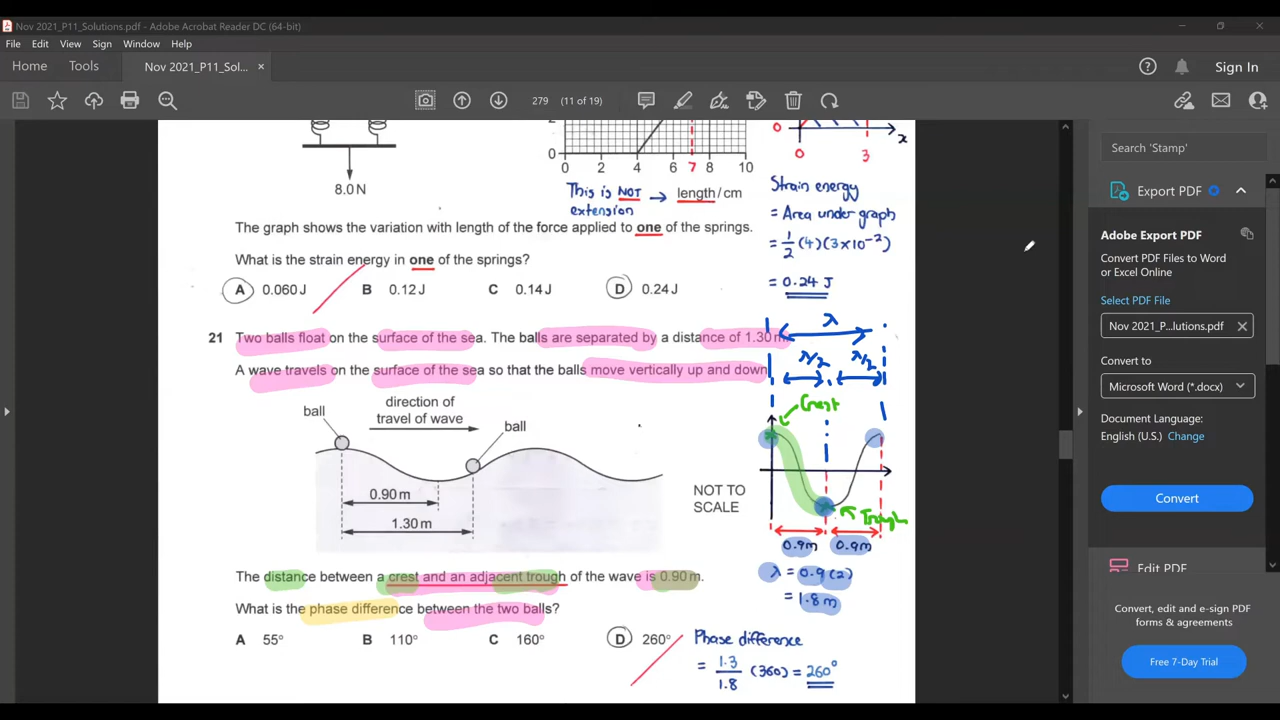 Nov 2021_P11_Solutions.pdf - Adobe Acrobat Reader DC (64-bit)
File Edit View Sign Window Help
Home Tools Nov 2021_P11_Sol... × Sign In
279 (11 of 19)
8.0 N
2
0
0 2 4 6 7 8 10
This is NOT extension → length / cm
0
0 3 x
Strain energy
= Area under graph
= 1/2 (4)(3×10⁻²)
= 0.24 J
The graph shows the variation with length of the force applied to one of the springs.
What is the strain energy in one of the springs?
A 0.060 J B 0.12 J C 0.14 J D 0.24 J
21 Two balls float on the surface of the sea. The balls are separated by a distance of 1.30 m.
A wave travels on the surface of the sea so that the balls move vertically up and down
ball
direction of
travel of wave
ball
0.90 m
1.30 m
NOT TO
SCALE
λ
λ/2 λ/2
Crest
Trough
0.9m 0.9m
λ = 0.9(2)
= 1.8 m
The distance between a crest and an adjacent trough of the wave is 0.90 m.
What is the phase difference between the two balls?
A 55° B 110° C 160° D 260°
Phase difference
= 1.3/1.8 (360) = 260°
Search 'Stamp'
Export PDF
Adobe Export PDF
Convert PDF Files to Word
or Excel Online
Select PDF File
Nov 2021_P...lutions.pdf
Convert to
Microsoft Word (*.docx)
Document Language:
English (U.S.) Change
Convert
Edit PDF
Convert, edit and e-sign PDF
forms & agreements
Free 7-Day Trial